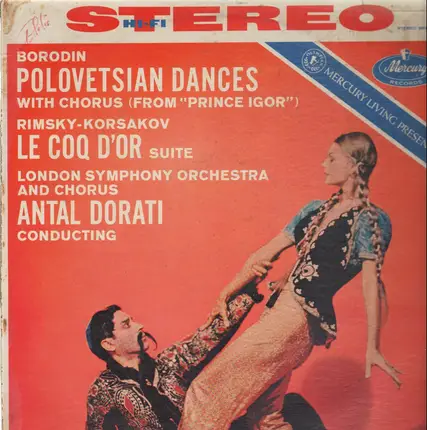 STEREO
HI-FI
BORODIN
POLOVETSIAN DANCES
WITH CHORUS (FROM "PRINCE IGOR")
RIMSKY-KORSAKOV
LE COQ D'OR SUITE
LONDON SYMPHONY ORCHESTRA
AND CHORUS
ANTAL DORATI
CONDUCTING
MERCURY LIVING PRESEN
Mercury
RECORDS